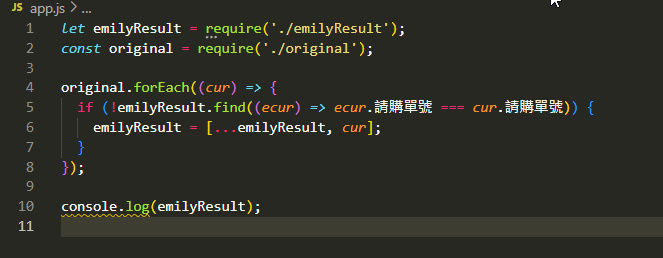 JS app.js > ...
1 let emilyResult = require('./emilyResult');
2 const original = require('./original');
3
4 original.forEach((cur) => {
5   if (!emilyResult.find((ecur) => ecur.請購單號 === cur.請購單號)) {
6     emilyResult = [...emilyResult, cur];
7   }
8 });
9
10 console.log(emilyResult);
11